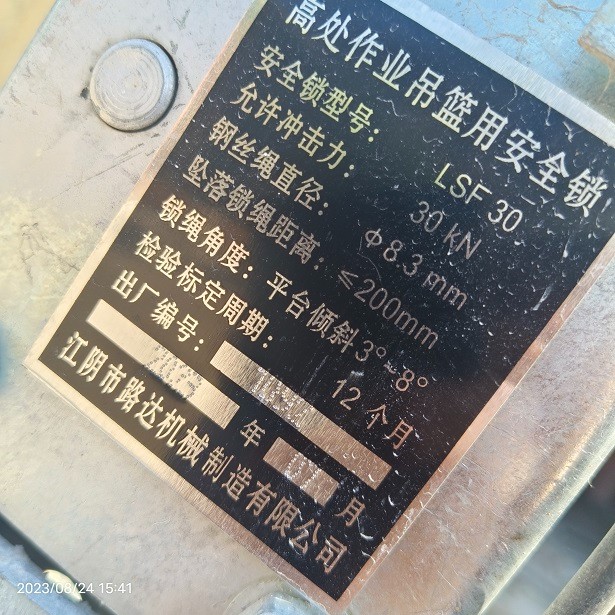 高处作业吊篮用安全锁
安全锁型号： LSF 30
允许冲击力： 30 kN
钢丝绳直径： Φ8.3 mm
坠落锁绳距离： ≤200mm
锁绳角度：平台倾斜3°~8°
检验标定周期： 12 个月
出厂编号：
年 月
江阴市路达机械制造有限公司
2023/08/24 15:41